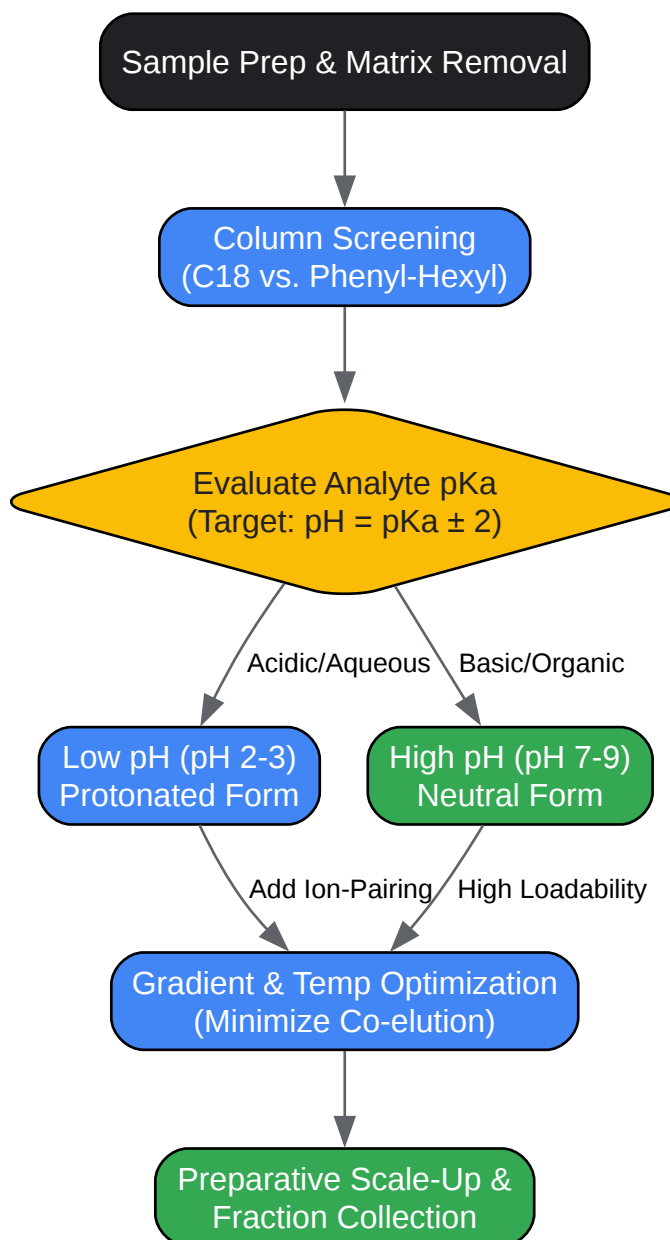 Sample Prep & Matrix Removal
Column Screening
(C18 vs. Phenyl-Hexyl)
Evaluate Analyte pKa
(Target: pH = pKa ± 2)
Acidic/Aqueous
Basic/Organic
Low pH (pH 2-3)
Protonated Form
High pH (pH 7-9)
Neutral Form
Add Ion-Pairing
High Loadability
Gradient & Temp Optimization
(Minimize Co-elution)
Preparative Scale-Up &
Fraction Collection